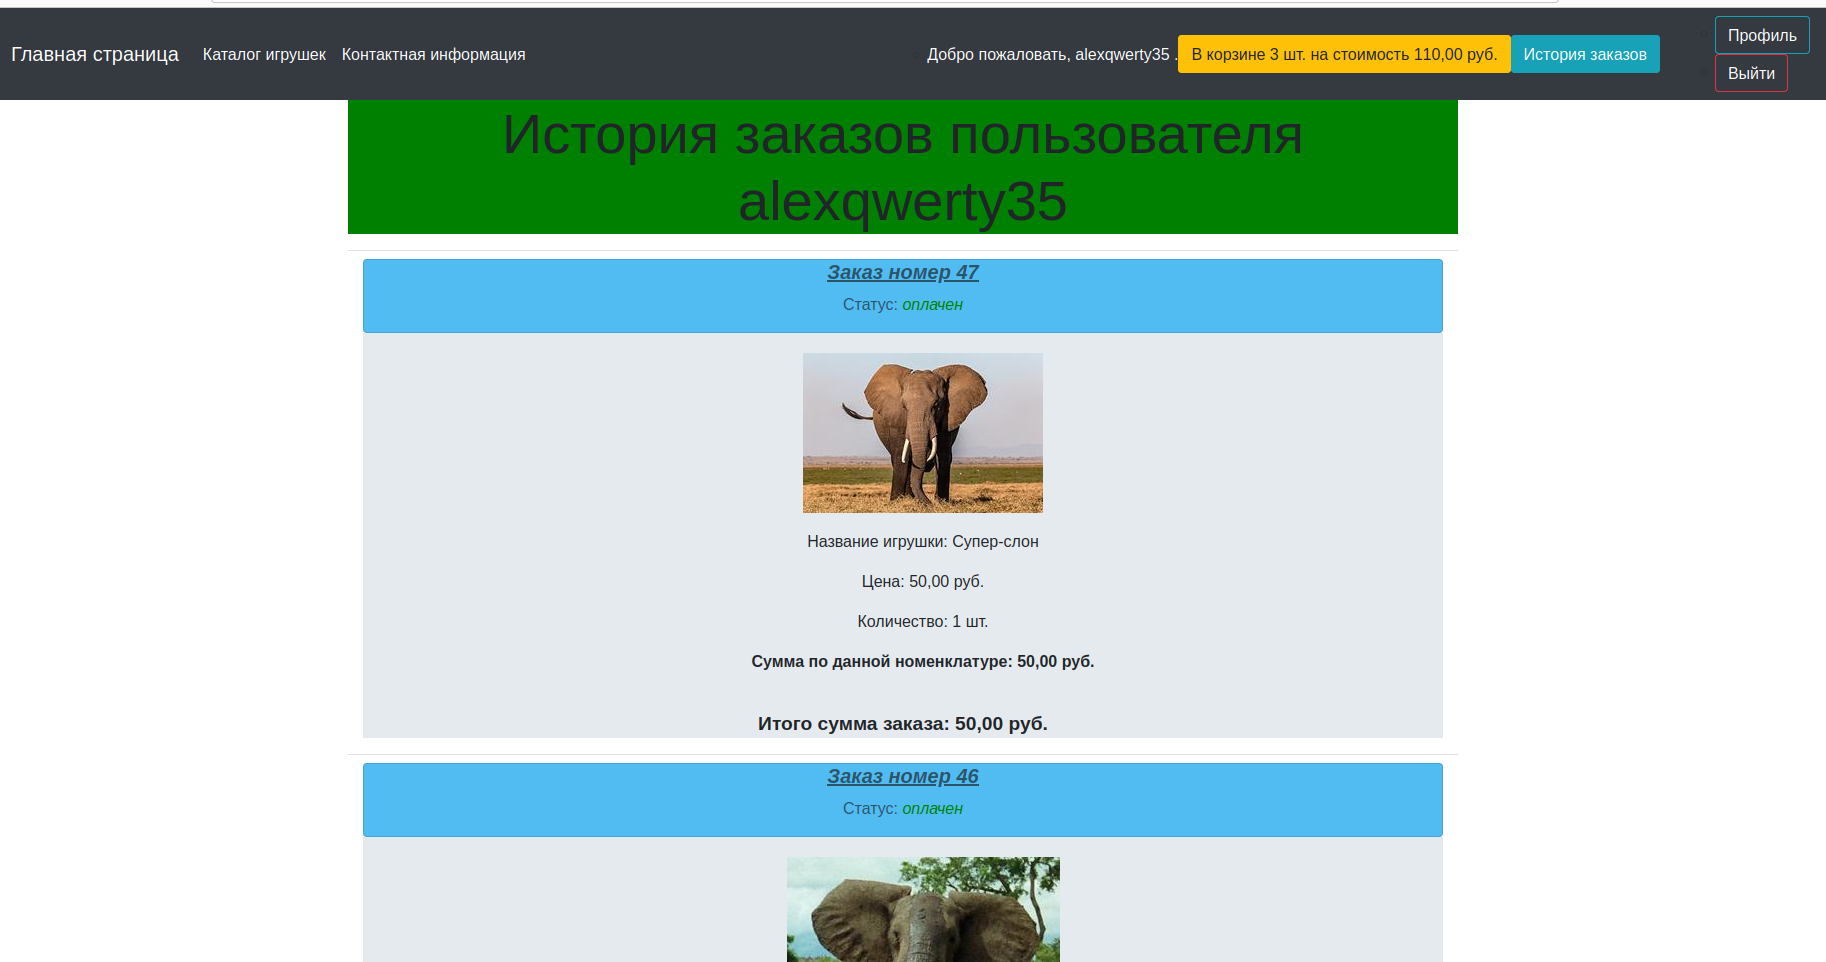 Главная страница
Каталог игрушек
Контактная информация
Добро пожаловать, alexqwerty35 .
В корзине 3 шт. на стоимость 110,00 руб.
История заказов
Профиль
Выйти
История заказов пользователя
alexqwerty35
Заказ номер 47
Статус: оплачен
Название игрушки: Супер-слон
Цена: 50,00 руб.
Количество: 1 шт.
Сумма по данной номенклатуре: 50,00 руб.
Итого сумма заказа: 50,00 руб.
Заказ номер 46
Статус: оплачен